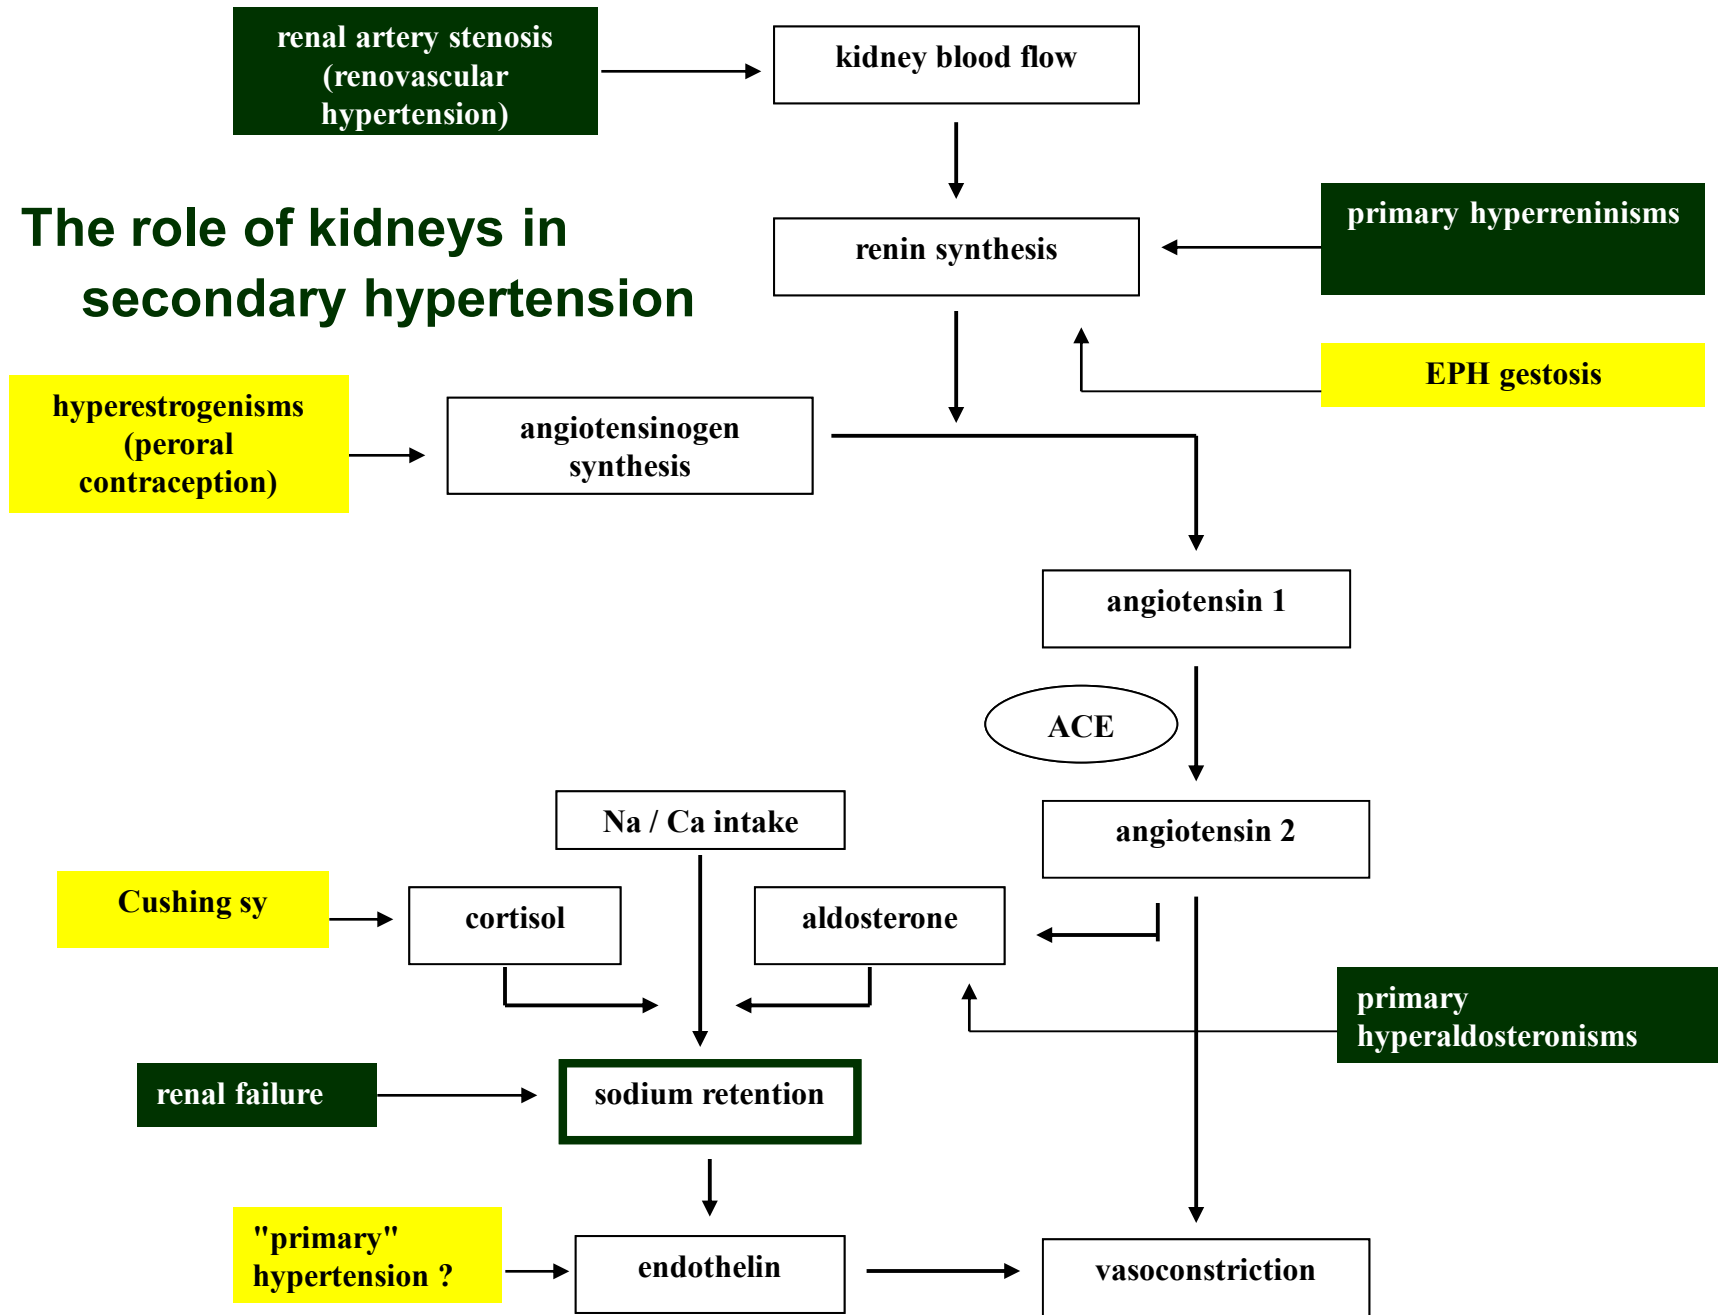 renal artery stenosis
(renovascular
hypertension)
kidney blood flow
The role of kidneys in
secondary hypertension
renin synthesis
primary hyperreninisms
EPH gestosis
hyperestrogenisms
(peroral
contraception)
angiotensinogen
synthesis
angiotensin 1
ACE
Na / Ca intake
angiotensin 2
Cushing sy
cortisol
aldosterone
primary
hyperaldosteronisms
renal failure
sodium retention
"primary"
hypertension ?
endothelin
vasoconstriction